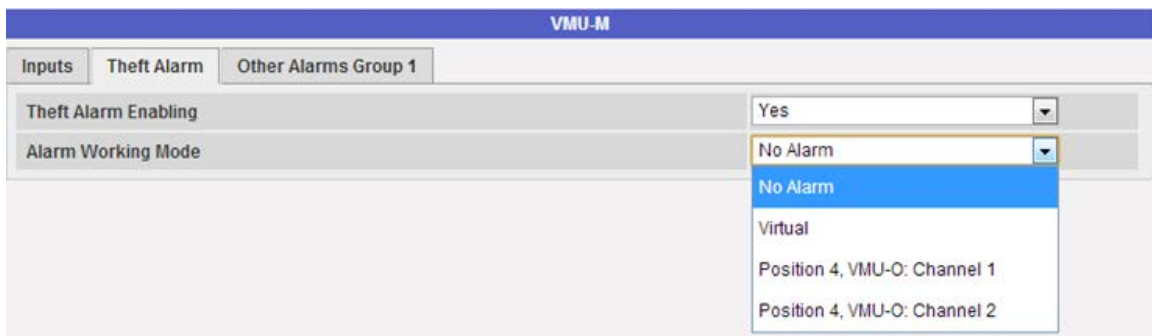 VMU-M
Inputs Theft Alarm Other Alarms Group 1
Theft Alarm Enabling Yes
Alarm Working Mode No Alarm
No Alarm
Virtual
Position 4, VMU-O: Channel 1
Position 4, VMU-O: Channel 2